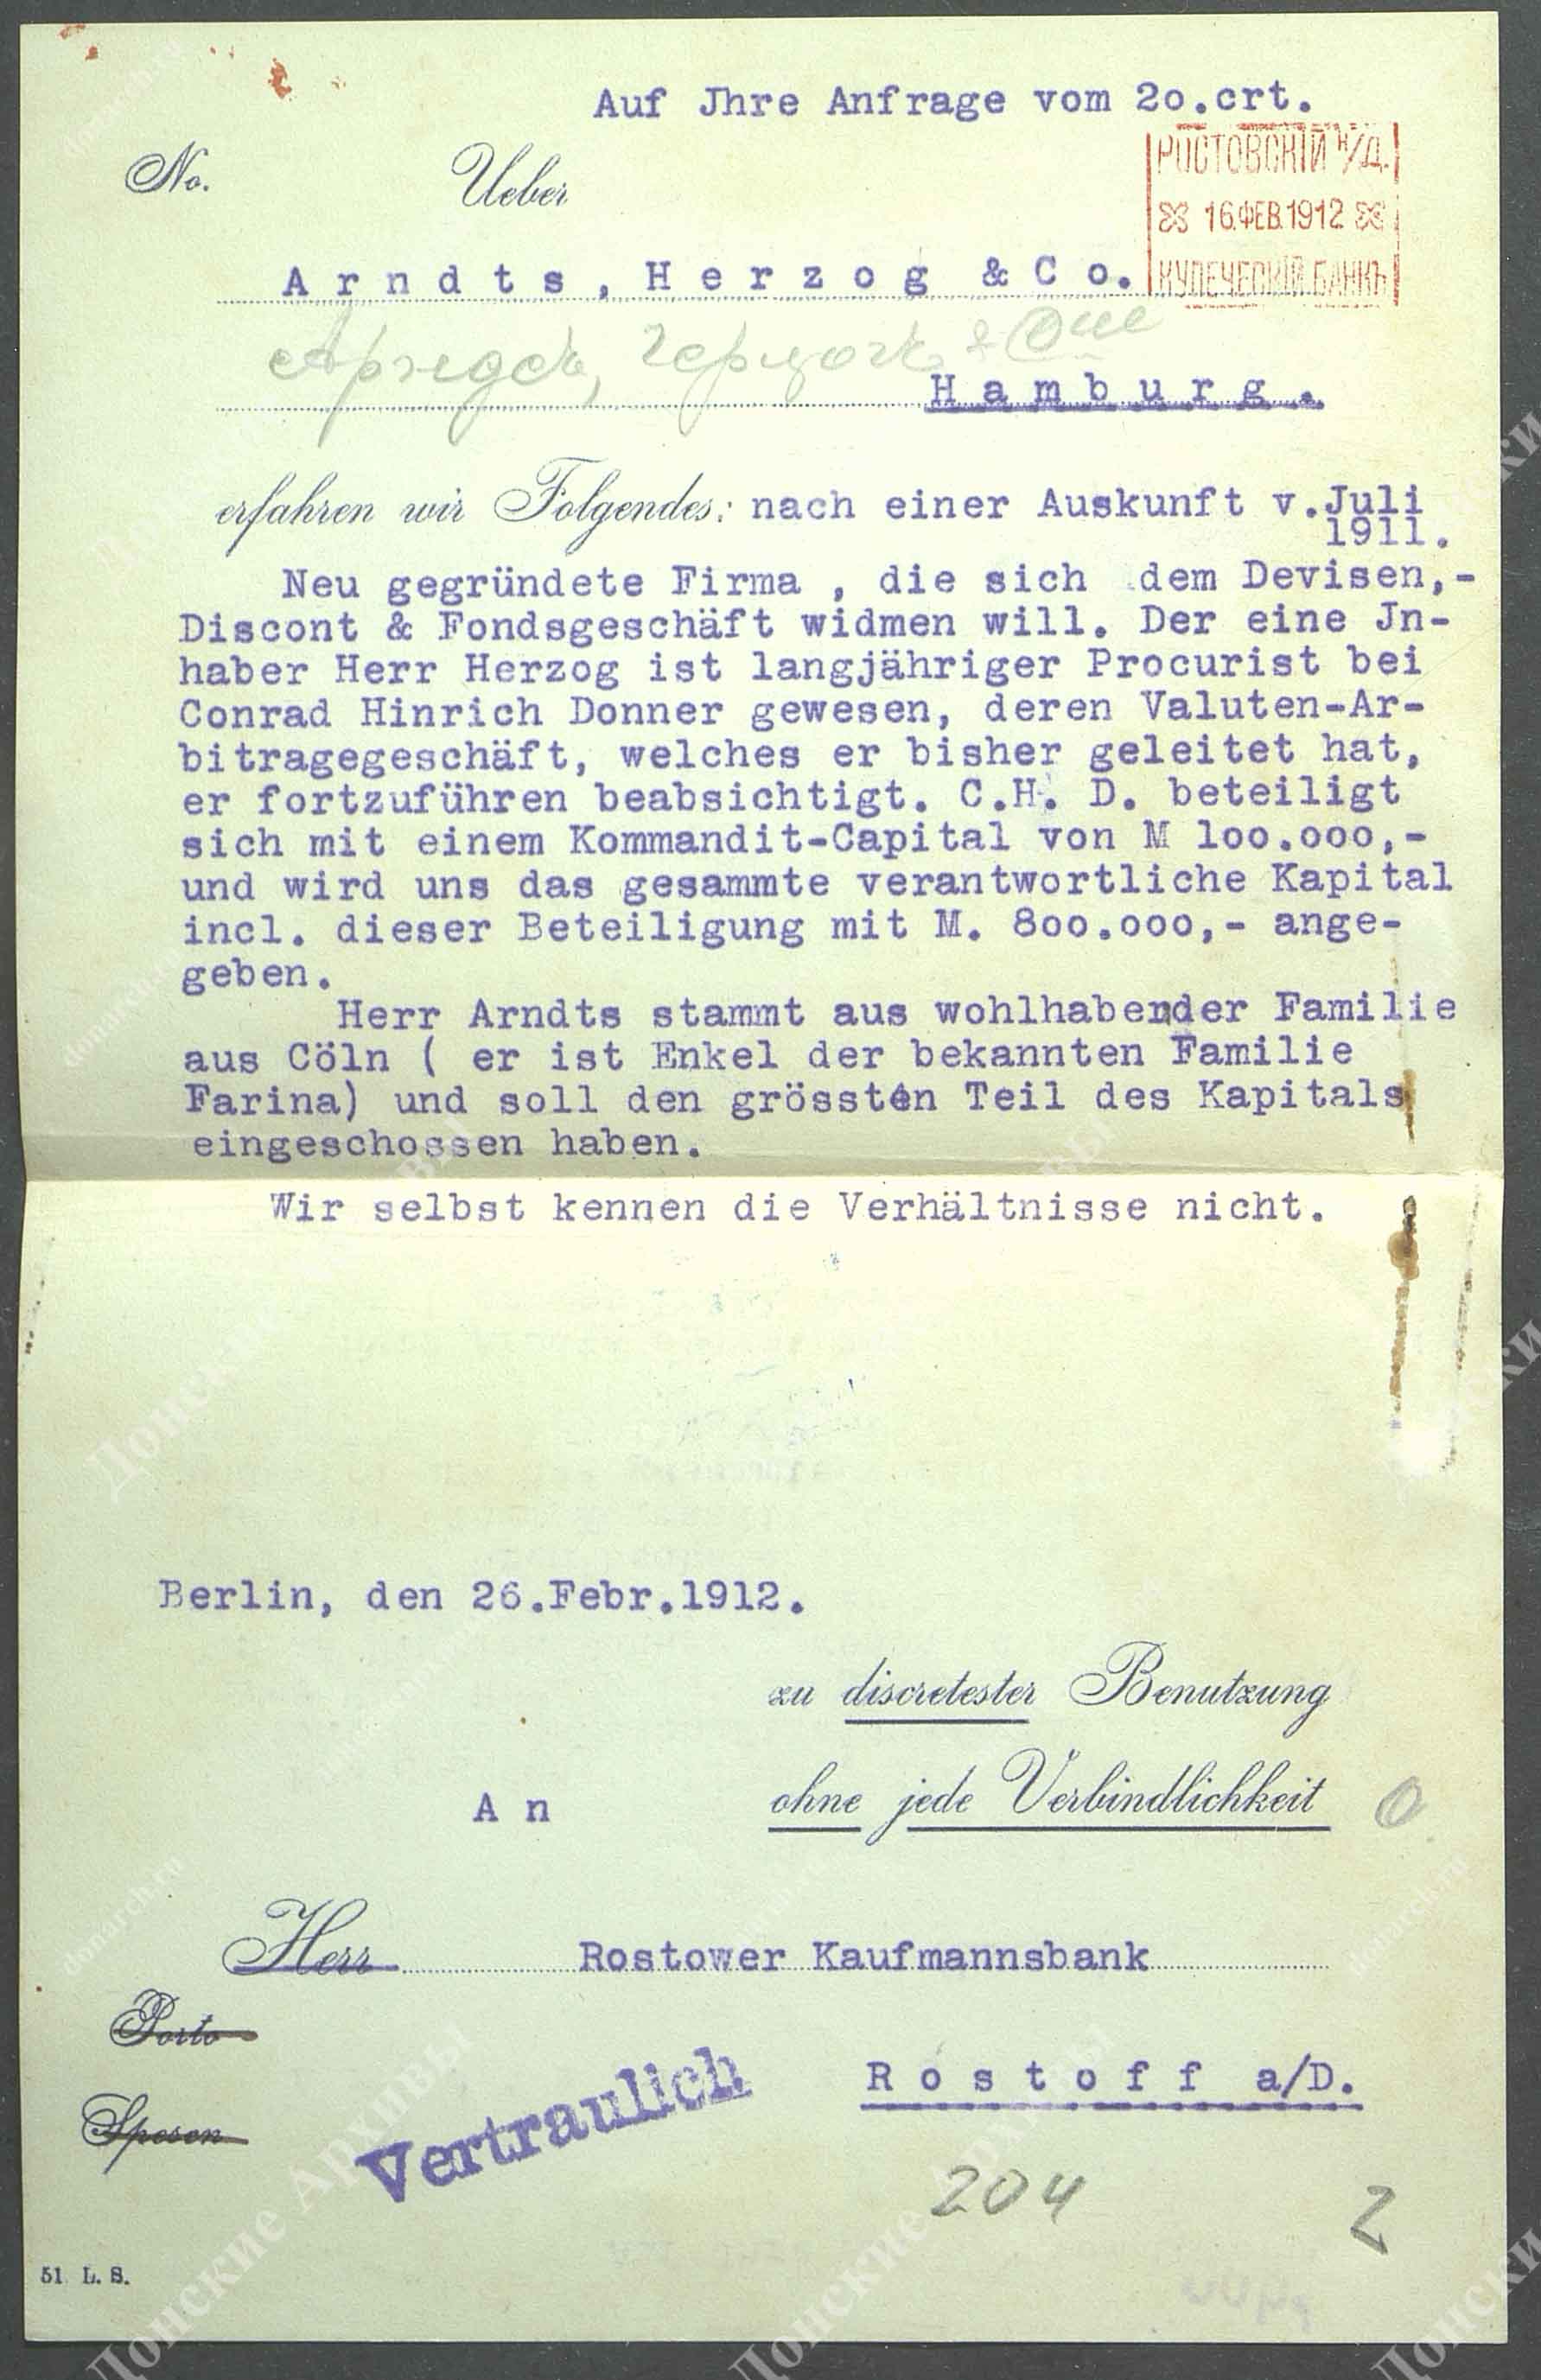 Auf Jhre Anfrage vom 2o.crt.
No.
Ueber
РОСТОВСКІЙ Н/Д.
16.ФЕВ.1912
КУПЕЧЕСКІЙ БАНКЪ
Arndts, Herzog & Co.
Арндсъ, Герцогъ & Ко
Hamburg.
erfahren wir Folgendes: nach einer Auskunft v.Juli
1911.
Neu gegründete Firma , die sich dem Devisen,-
Discont & Fondsgeschäft widmen will. Der eine Jn-
haber Herr Herzog ist langjähriger Procurist bei
Conrad Hinrich Donner gewesen, deren Valuten-Ar-
bitragegeschäft, welches er bisher geleitet hat,
er fortzuführen beabsichtigt. C.H. D. beteiligt
sich mit einem Kommandit-Capital von M 1oo.ooo,-
und wird uns das gesammte verantwortliche Kapital
incl. dieser Beteiligung mit M. 8oo.ooo,- ange-
geben.
Herr Arndts stammt aus wohlhabender Familie
aus Cöln ( er ist Enkel der bekannten Familie
Farina) und soll den grössten Teil des Kapitals
eingeschossen haben.
Wir selbst kennen die Verhältnisse nicht.
Berlin, den 26.Febr.1912.
zu discretester Benutzung
An
ohne jede Verbindlichkeit
Herr Rostower Kaufmannsbank
Porto
Rostoff a/D.
Spesen
Vertraulich
204
2
51 L. S.
Донские Архивы
donarch.ru